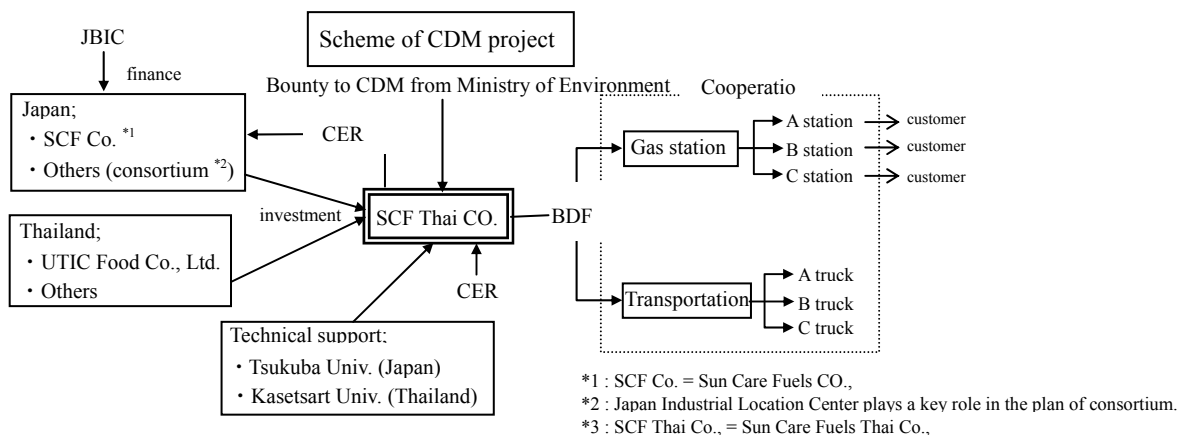 Scheme of CDM project
JBIC
finance
Bounty to CDM from Ministry of Environment
Cooperatio
Japan;
・SCF Co. *1
・Others (consortium *2)
CER
investment
Thailand;
・UTIC Food Co., Ltd.
・Others
SCF Thai CO.
CER
BDF
Technical support;
・Tsukuba Univ. (Japan)
・Kasetsart Univ. (Thailand)
Gas station
A station
customer
B station
customer
C station
customer
Transportation
A truck
B truck
C truck
*1 : SCF Co. = Sun Care Fuels CO.,
*2 : Japan Industrial Location Center plays a key role in the plan of consortium.
*3 : SCF Thai Co., = Sun Care Fuels Thai Co.,